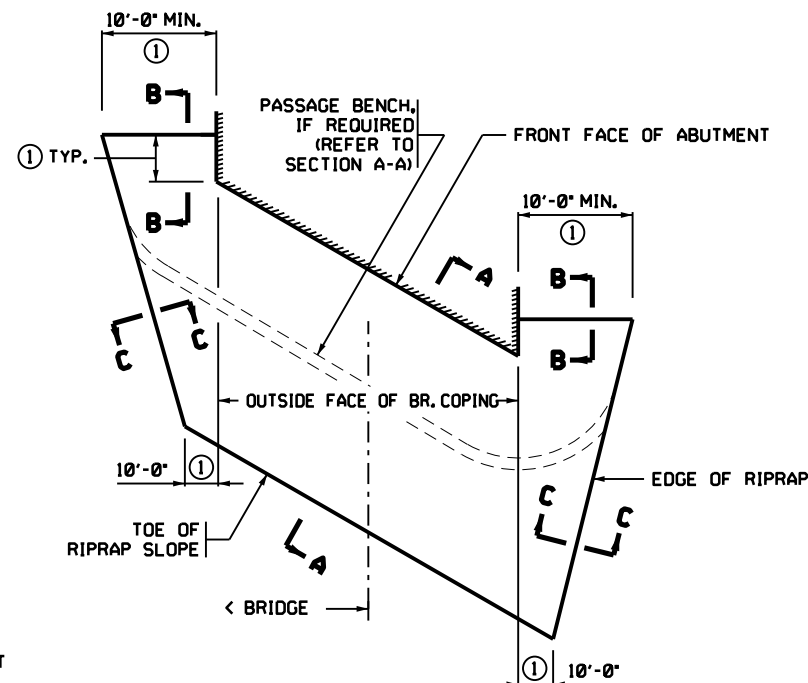 10'-0" MIN.
①
B
PASSAGE BENCH,
IF REQUIRED
(REFER TO
SECTION A-A)
FRONT FACE OF ABUTMENT
① TYP.
B
10'-0" MIN.
①
A
B
C
C
B
OUTSIDE FACE OF BR. COPING
10'-0" ①
EDGE OF RIPRAP
C
C
TOE OF
RIPRAP SLOPE
A
< BRIDGE
T
① 10'-0"